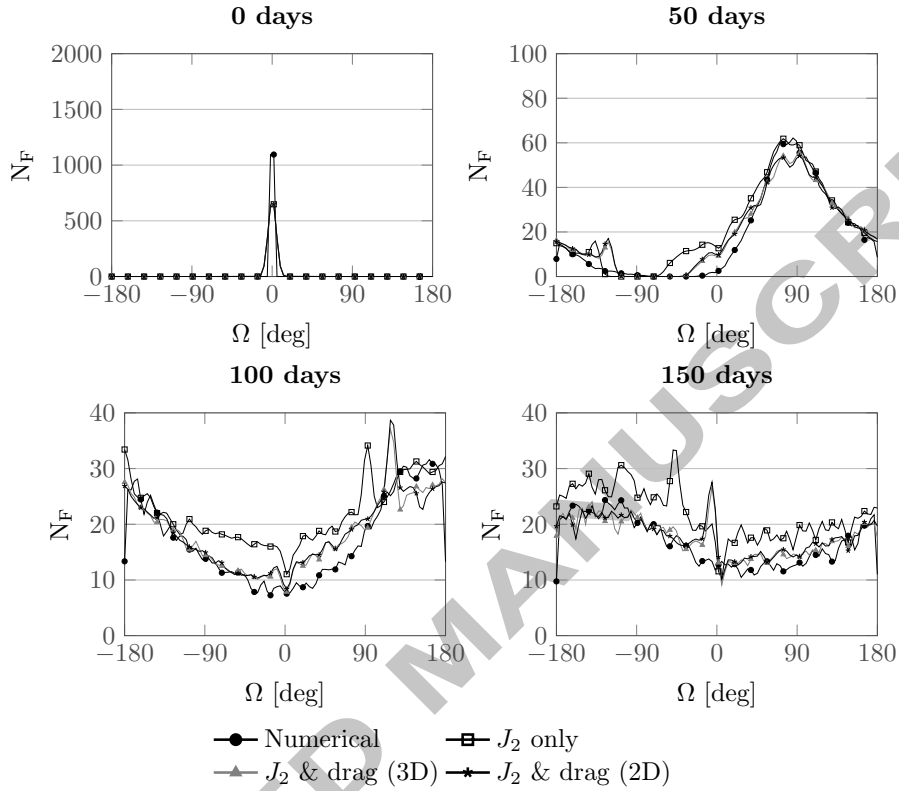 0 days
50 days
2000
1500
1000
500
0
N_F
−180 −90 0 90 180
Ω [deg]
100
80
60
40
20
0
N_F
−180 −90 0 90 180
Ω [deg]
100 days
150 days
40
30
20
10
0
N_F
−180 −90 0 90 180
Ω [deg]
40
30
20
10
0
N_F
−180 −90 0 90 180
Ω [deg]
Numerical
J₂ only
J₂ & drag (3D)
J₂ & drag (2D)
D MANUSCR